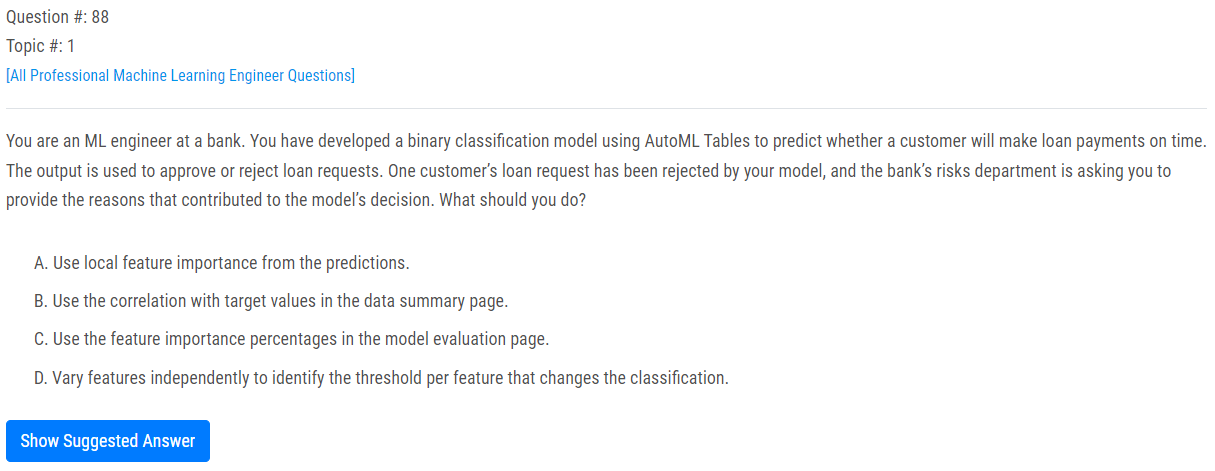 Question #: 88
Topic #: 1
[All Professional Machine Learning Engineer Questions]
You are an ML engineer at a bank. You have developed a binary classification model using AutoML Tables to predict whether a customer will make loan payments on time.
The output is used to approve or reject loan requests. One customer’s loan request has been rejected by your model, and the bank’s risks department is asking you to
provide the reasons that contributed to the model’s decision. What should you do?
A. Use local feature importance from the predictions.
B. Use the correlation with target values in the data summary page.
C. Use the feature importance percentages in the model evaluation page.
D. Vary features independently to identify the threshold per feature that changes the classification.
Show Suggested Answer